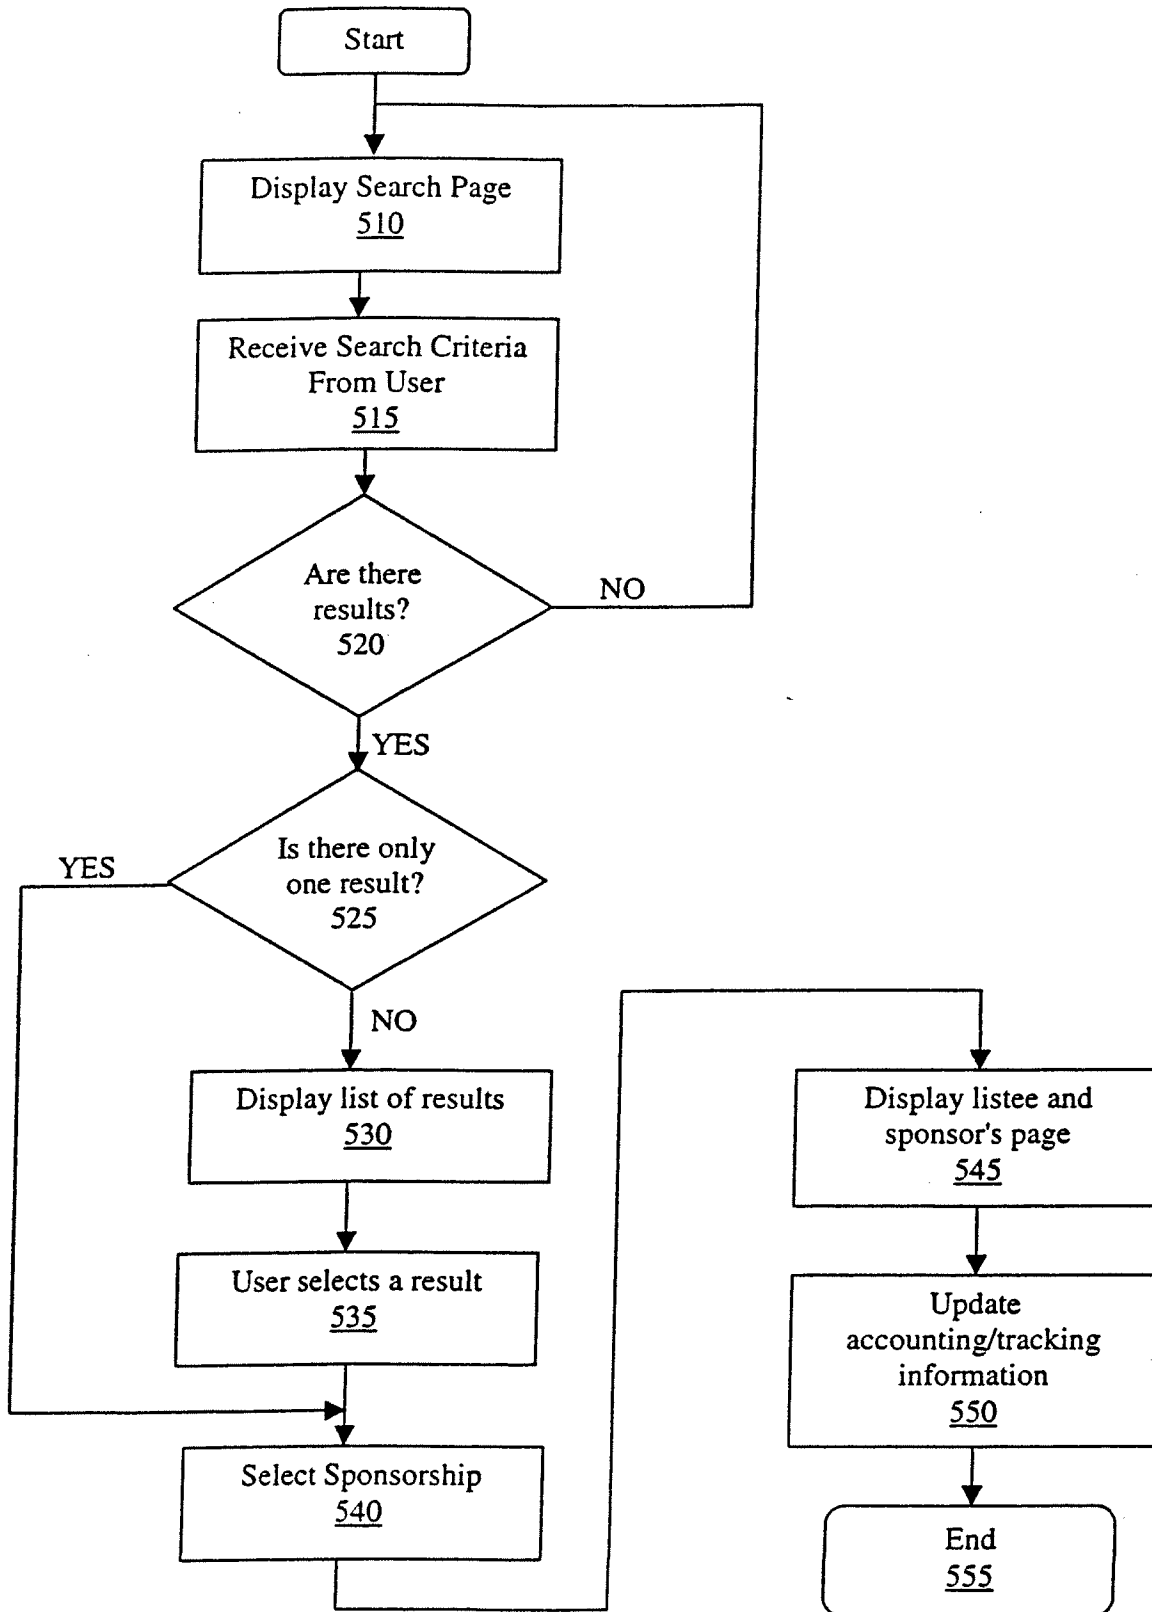 Start
Display Search Page
510
Receive Search Criteria
From User
515
Are there
results?
520
NO
YES
Is there only
one result?
525
YES
NO
Display list of results
530
User selects a result
535
Select Sponsorship
540
Display listee and
sponsor's page
545
Update
accounting/tracking
information
550
End
555